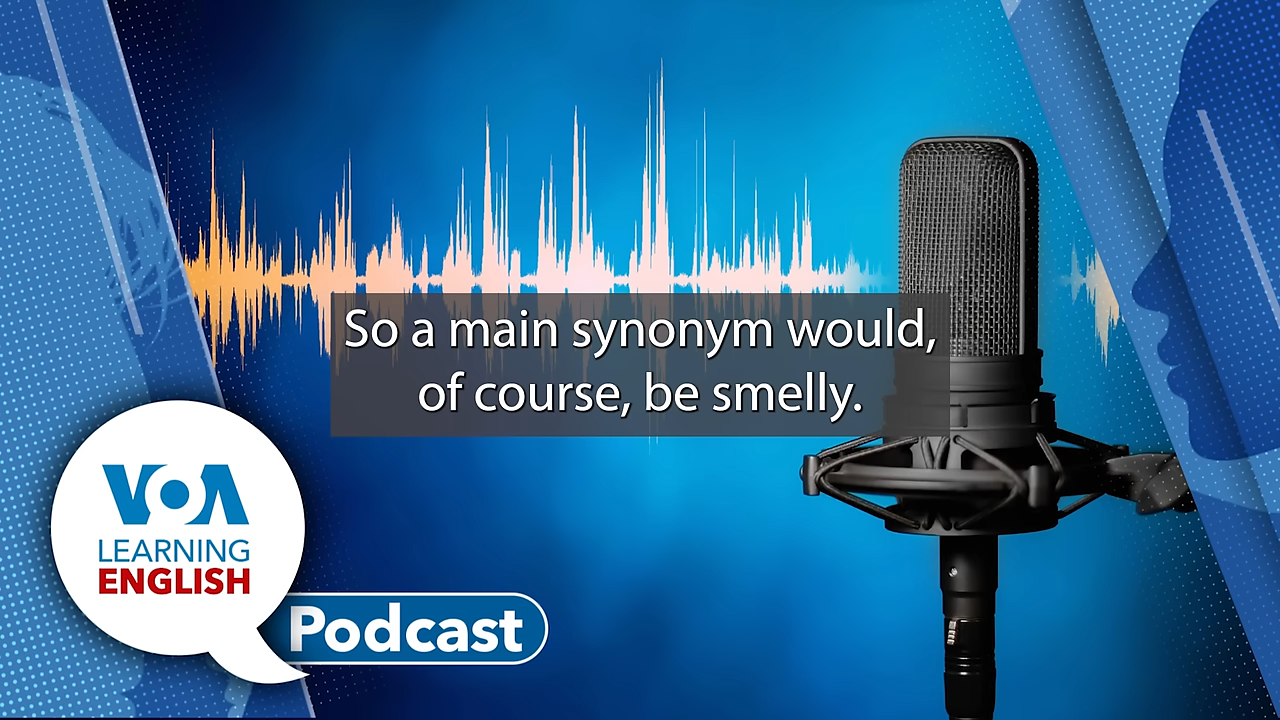 So a main synonym would,
of course, be smelly.
VOA
LEARNING
ENGLISH
Podcast